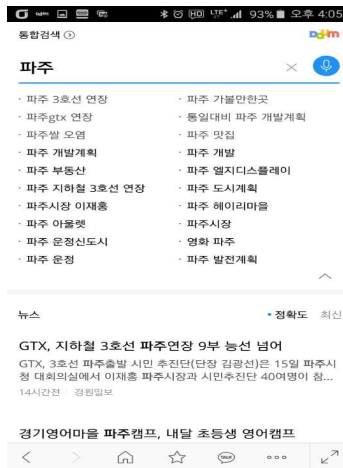 HD LTE+ 93% 오후 4:05
통합검색
Daum
파주
· 파주 3호선 연장
· 파주gtx 연장
· 파주쌀 오염
· 파주 개발계획
· 파주 부동산
· 파주 지하철 3호선 연장
· 파주시장 이재홍
· 파주 아울렛
· 파주 운정신도시
· 파주 운정
· 파주 가볼만한곳
· 통일대비 파주 개발계획
· 파주 맛집
· 파주 개발
· 파주 엘지디스플레이
· 파주 도시계획
· 파주 헤이리마을
· 파주시장
· 영화 파주
· 파주 발전계획
뉴스
• 정확도 최신
GTX, 지하철 3호선 파주연장 9부 능선 넘어
GTX, 3호선 파주출발 시민 추진단(단장 김광선)은 15일 파주시
청 대회의실에서 이재홍 파주시장과 시민추진단 40여명이 참...
14시간전 경원일보
경기영어마을 파주캠프, 내달 초등생 영어캠프
TALK